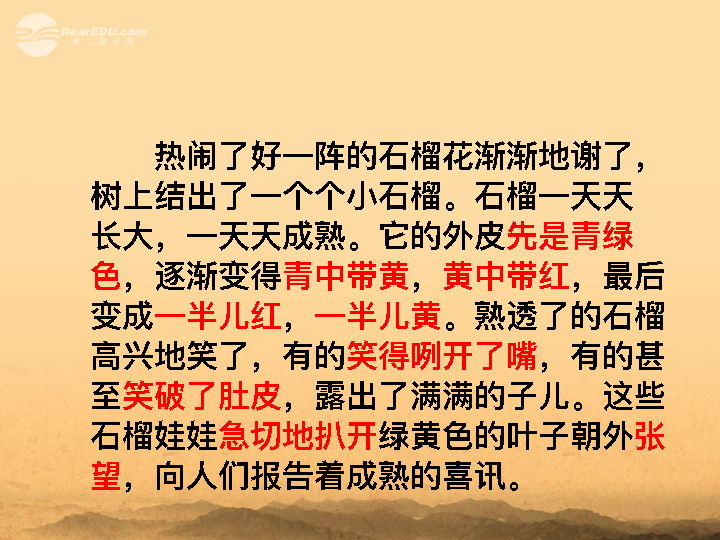 DearEDU.com
热闹了好一阵的石榴花渐渐地谢了，
树上结出了一个个小石榴。石榴一天天
长大，一天天成熟。它的外皮先是青绿
色，逐渐变得青中带黄，黄中带红，最后
变成一半儿红，一半儿黄。熟透了的石榴
高兴地笑了，有的笑得咧开了嘴，有的甚
至笑破了肚皮，露出了满满的子儿。这些
石榴娃娃急切地扒开绿黄色的叶子朝外张
望，向人们报告着成熟的喜讯。